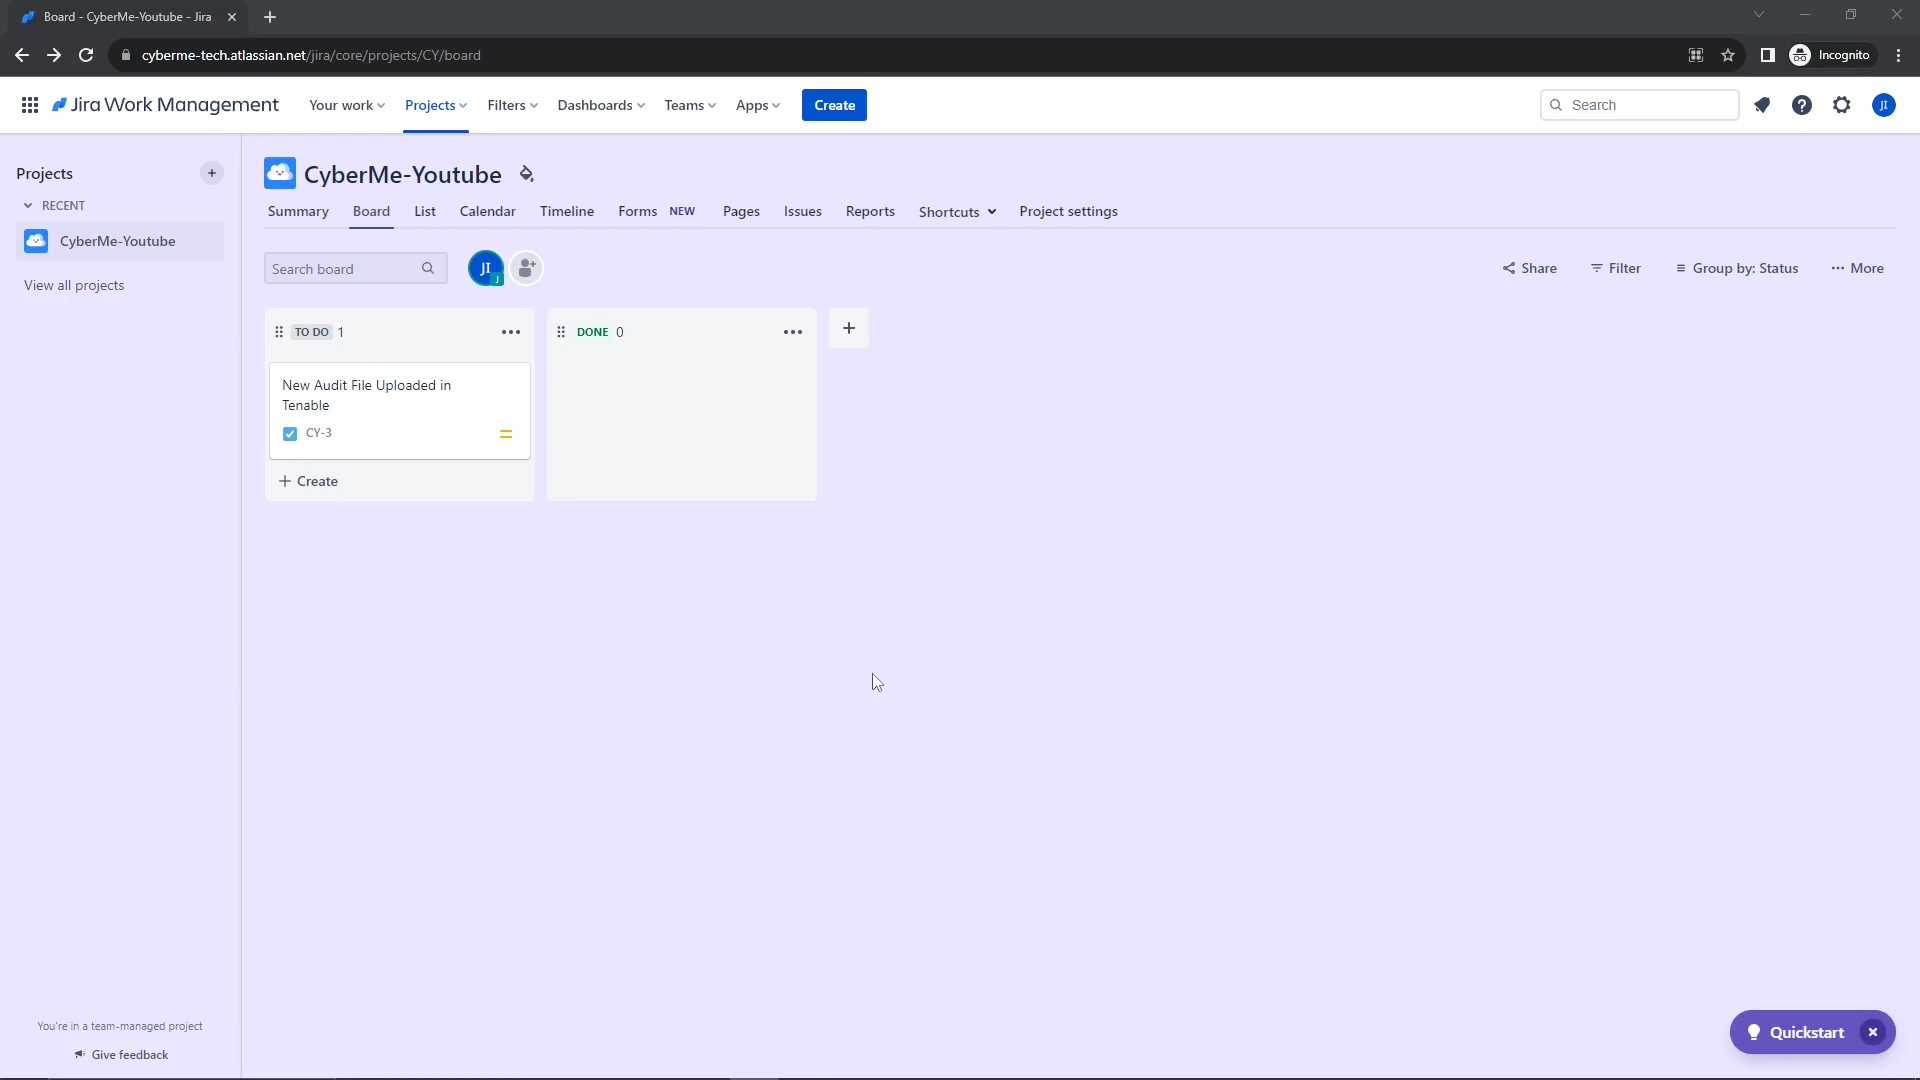 Board - CyberMe-Youtube - Jira
cyberme-tech.atlassian.net/jira/core/projects/CY/board
Incognito
Jira Work Management
Your work
Projects
Filters
Dashboards
Teams
Apps
Create
Search
JI
Projects
RECENT
CyberMe-Youtube
View all projects
CyberMe-Youtube
Summary
Board
List
Calendar
Timeline
Forms NEW
Pages
Issues
Reports
Shortcuts
Project settings
Search board
JI
J
Share
Filter
Group by: Status
More
TO DO 1
DONE 0
New Audit File Uploaded in
Tenable
CY-3
Create
You're in a team-managed project
Give feedback
Quickstart